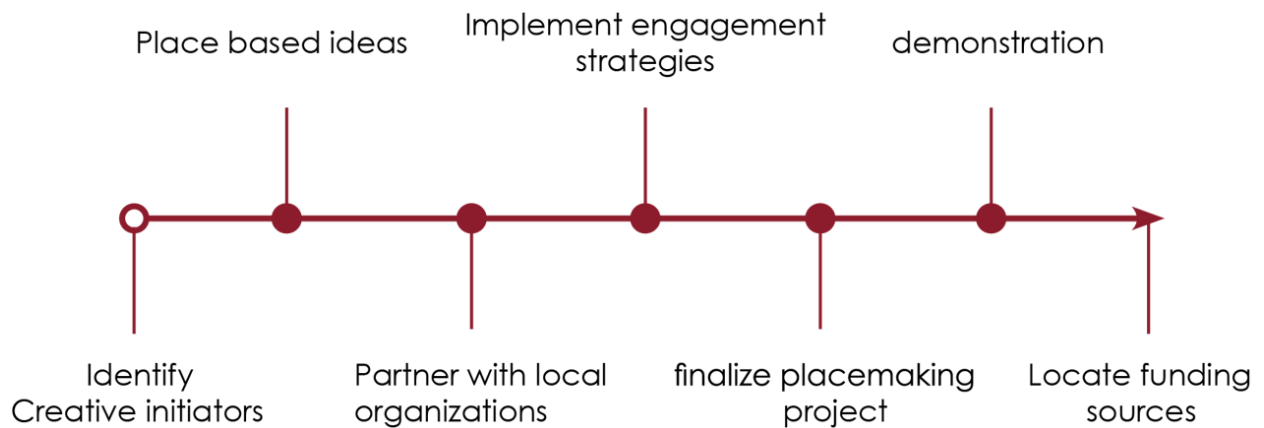 Place based ideas
Implement engagement
strategies
demonstration
Identify
Creative initiators
Partner with local
organizations
finalize placemaking
project
Locate funding
sources